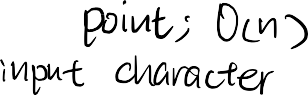 point; O(n)
input character